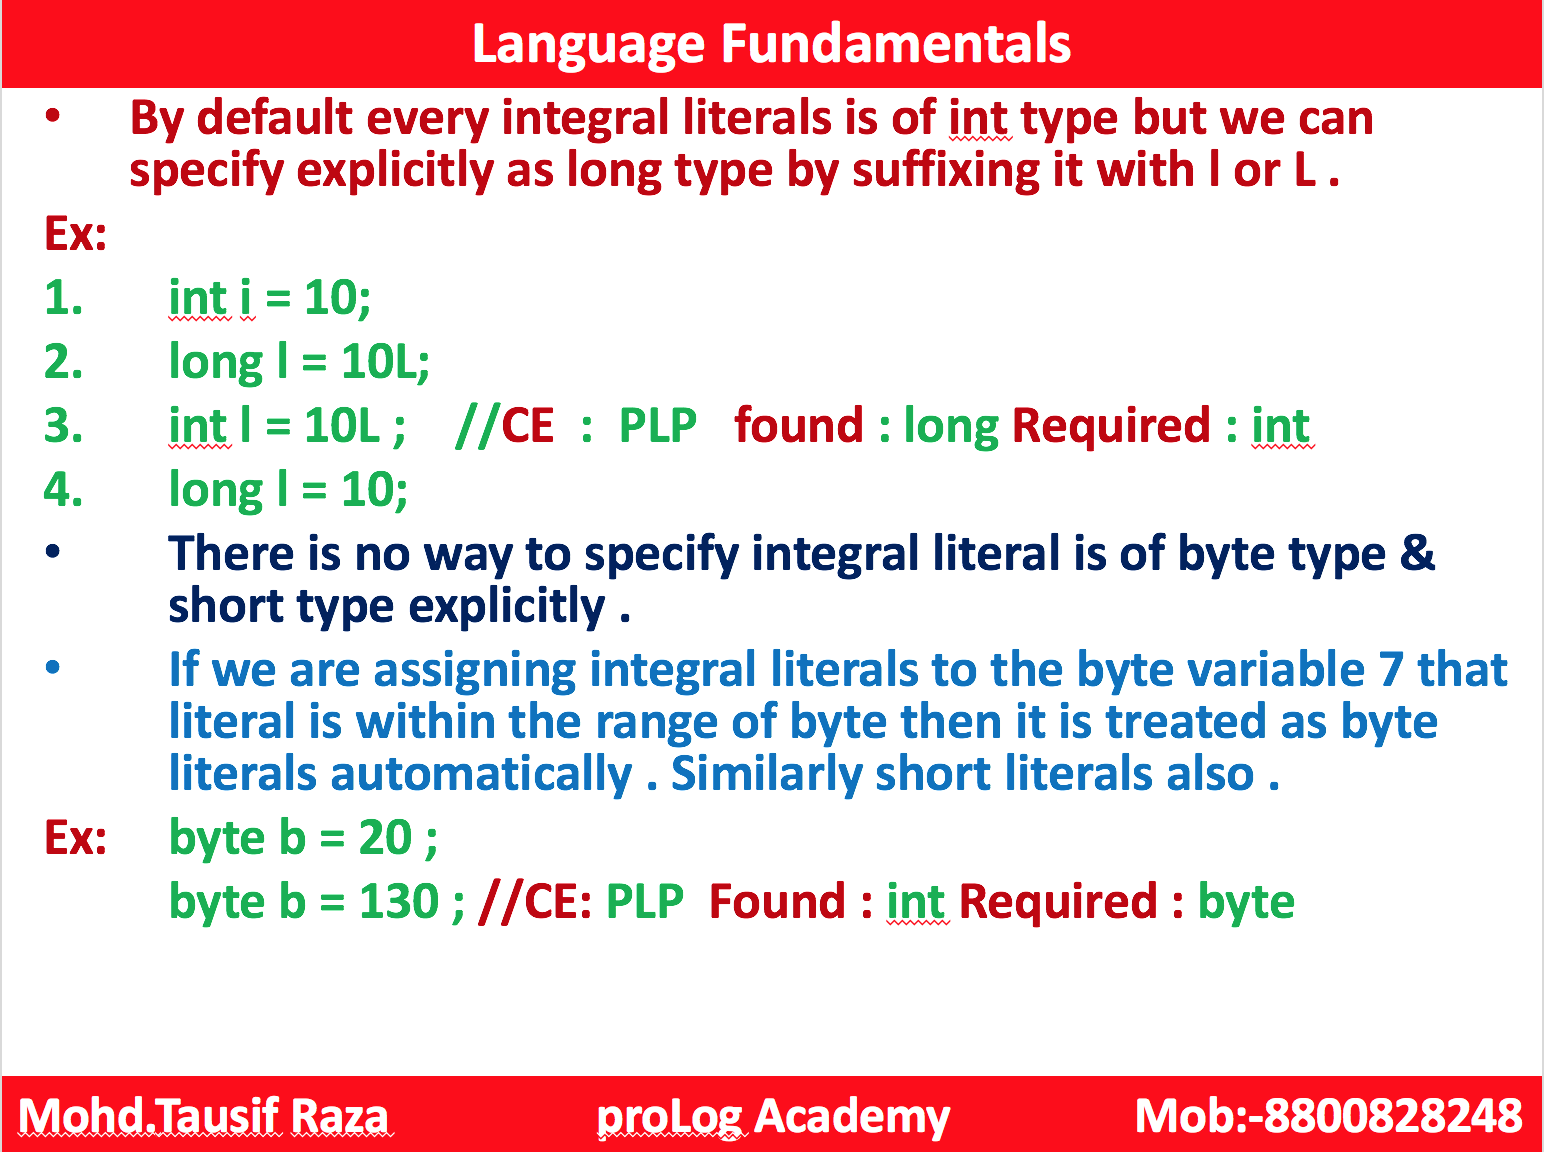 Language Fundamentals
• By default every integral literals is of int type but we can
specify explicitly as long type by suffixing it with l or L .
Ex:
1. int i = 10;
2. long l = 10L;
3. int l = 10L ; //CE : PLP found : long Required : int
4. long l = 10;
• There is no way to specify integral literal is of byte type &
short type explicitly .
• If we are assigning integral literals to the byte variable 7 that
literal is within the range of byte then it is treated as byte
literals automatically . Similarly short literals also .
Ex: byte b = 20 ;
byte b = 130 ; //CE: PLP Found : int Required : byte
Mohd.Tausif Raza proLog Academy Mob:-8800828248